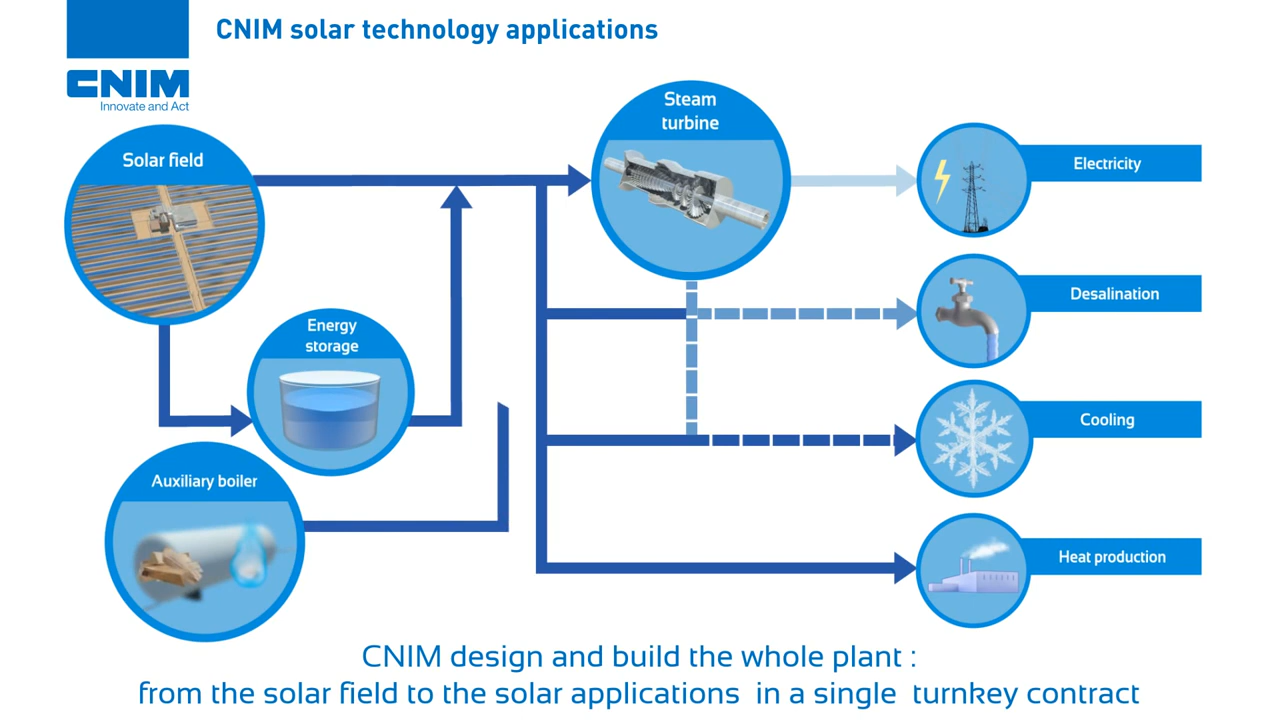 CNIM solar technology applications
CNIM
Innovate and Act
Steam
turbine
Solar field
Electricity
Energy
storage
Desalination
Cooling
Auxiliary boiler
Heat production
CNIM design and build the whole plant :
from the solar field to the solar applications in a single turnkey contract